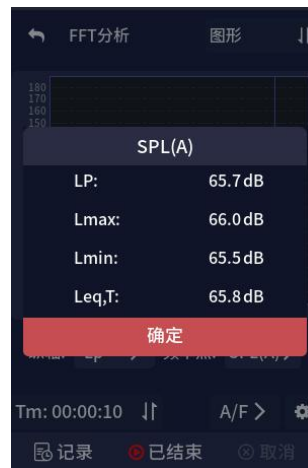 FFT分析 图形
180
170
160
150
SPL(A)
LP: 65.7dB
Lmax: 66.0dB
Lmin: 65.5dB
Leq,T: 65.8dB
确定
Tm: 00:00:10 A/F >
记录 已结束 取消